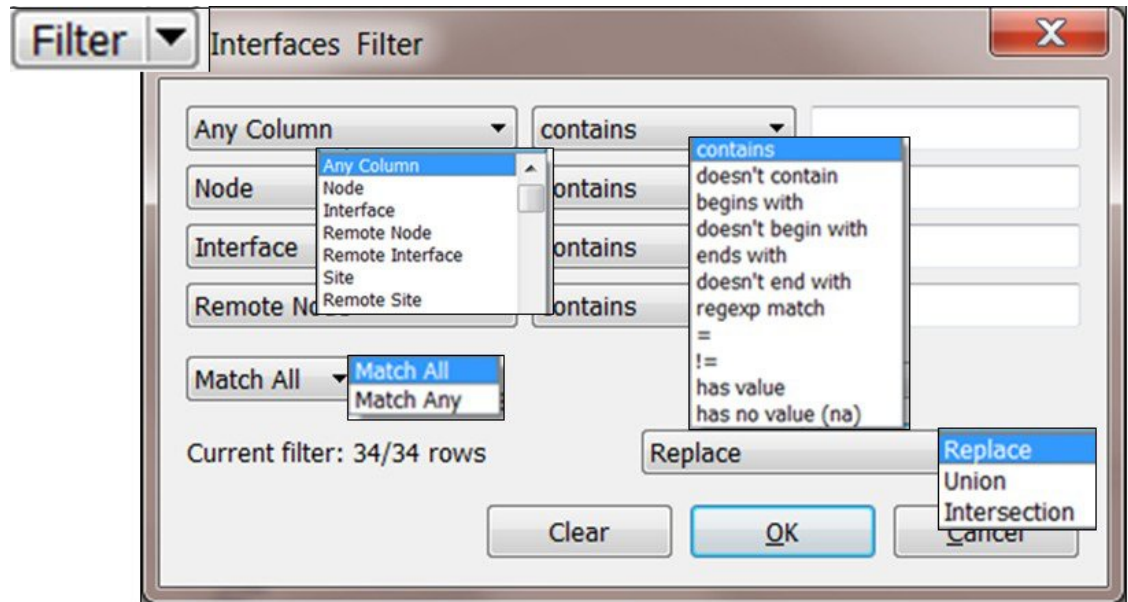 Filter
Interfaces Filter
Any Column
contains
Any Column
Node
Interface
Remote Node
Remote Interface
Site
Remote Site
contains
doesn't contain
begins with
doesn't begin with
ends with
doesn't end with
regexp match
=
!=
has value
has no value (na)
Node
ontains
Interface
ontains
Remote N
ontains
Match All
Match All
Match Any
Current filter: 34/34 rows
Replace
Replace
Union
Intersection
Clear
OK
Cancel